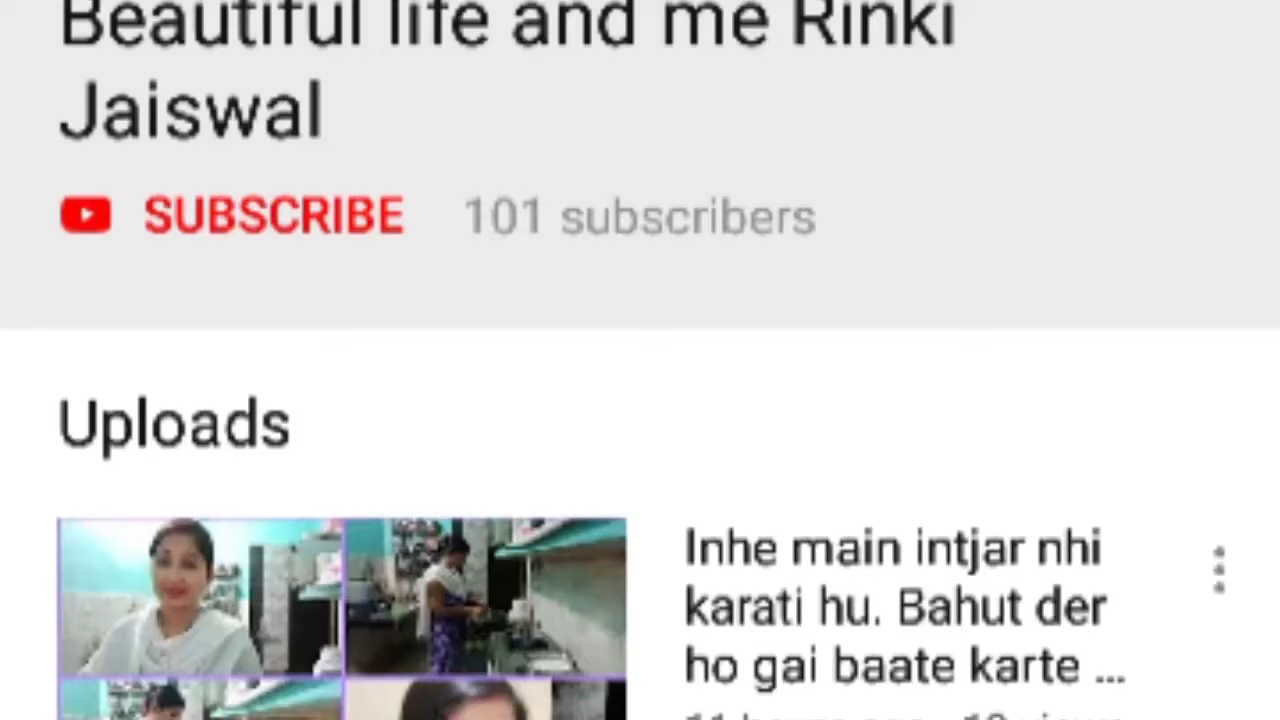 Beautiful life and me Rinki
Jaiswal
SUBSCRIBE 101 subscribers
Uploads
Inhe main intjar nhi
karati hu. Bahut der
ho gai baate karte ...